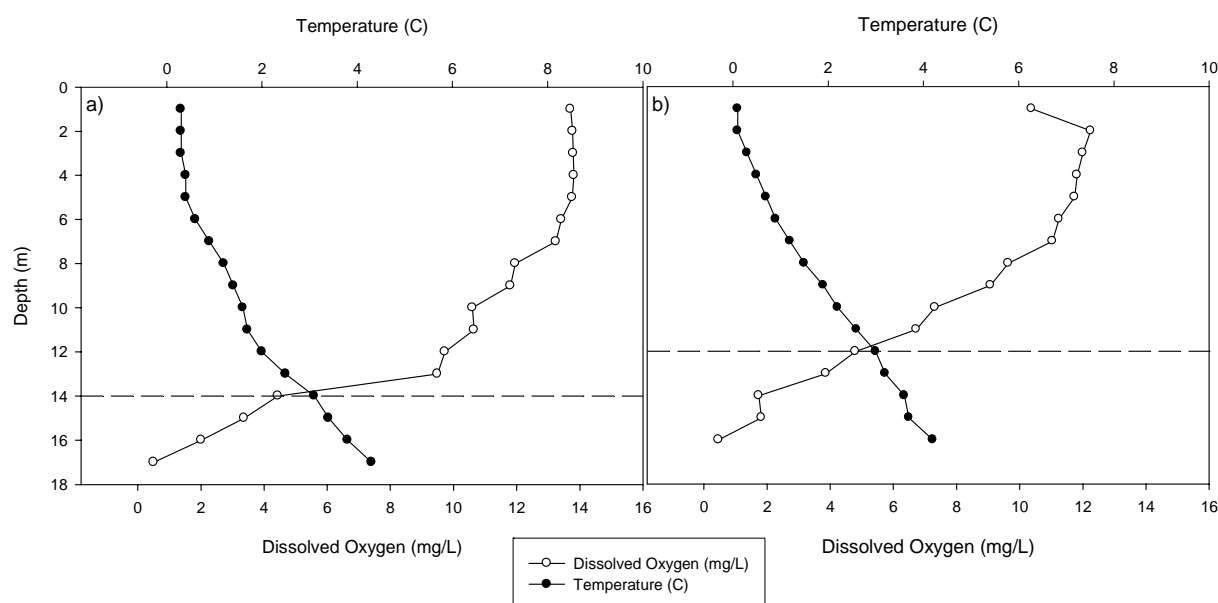 Temperature (C)
Temperature (C)
0 2 4 6 8 10
0 2 4 6 8 10
a)
b)
Depth (m)
0
2
4
6
8
10
12
14
16
18
0 2 4 6 8 10 12 14 16
0 2 4 6 8 10 12 14 16
Dissolved Oxygen (mg/L)
Dissolved Oxygen (mg/L)
Dissolved Oxygen (mg/L)
Temperature (C)